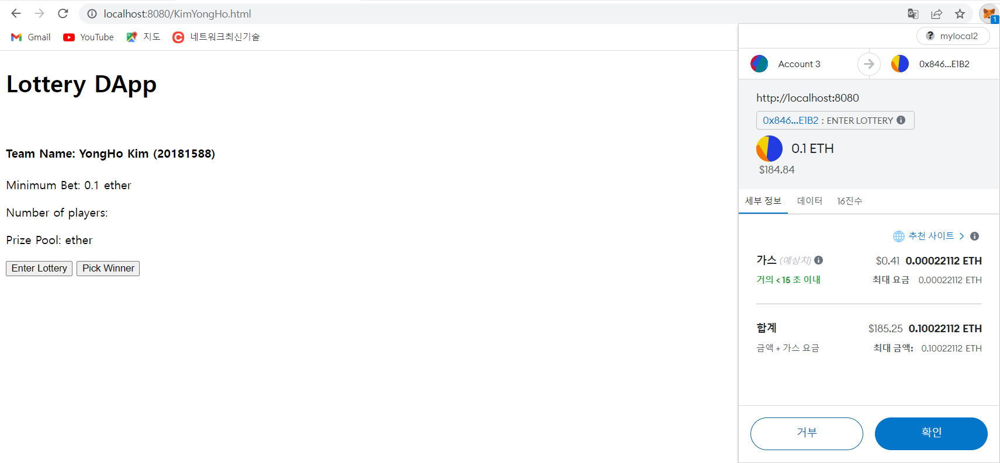 localhost:8080/KimYongHo.html
1
Gmail YouTube 지도 네트워크최신기술
mylocal2
Account 3 0x846...E1B2
Lottery DApp
Team Name: YongHo Kim (20181588)
Minimum Bet: 0.1 ether
Number of players:
Prize Pool: ether
Enter Lottery Pick Winner
http://localhost:8080
0x846...E1B2 : ENTER LOTTERY
0.1 ETH
$184.84
세부 정보 데이터 16진수
추천 사이트
가스 (예상치) $0.41 0.00022112 ETH
거의 < 15 초 이내 최대 요금 0.00022112 ETH
합계 $185.25 0.10022112 ETH
금액 + 가스 요금 최대 금액: 0.10022112 ETH
거부 확인